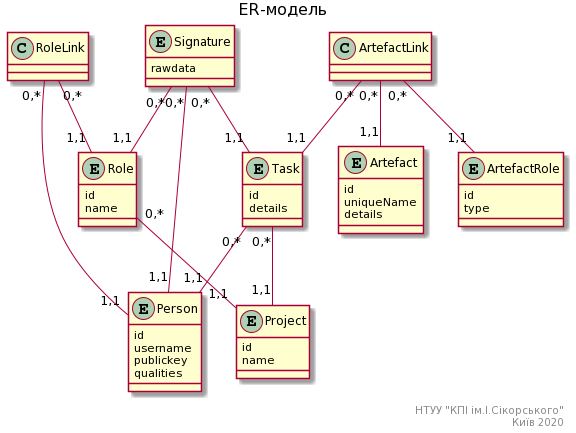 ER-модель
C RoleLink
E Signature
rawdata
C ArtefactLink
0,* 0,* 0,* 0,* 0,* 0,* 0,* 0,*
1,1 1,1 1,1 1,1 1,1 1,1
E Role
id
name
E Task
id
details
E Artefact
id
uniqueName
details
E ArtefactRole
id
type
0,* 0,* 0,*
1,1 1,1 1,1 1,1 1,1
E Person
id
username
publickey
qualities
E Project
id
name
НТУУ "КПІ ім.І.Сікорського"
Київ 2020